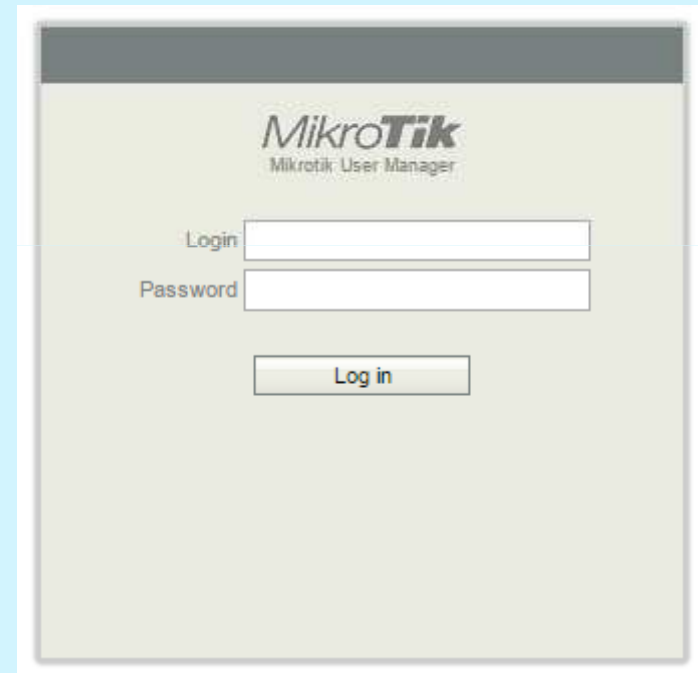 MikroTik
Mikrotik User Manager
Login
Password
Log in